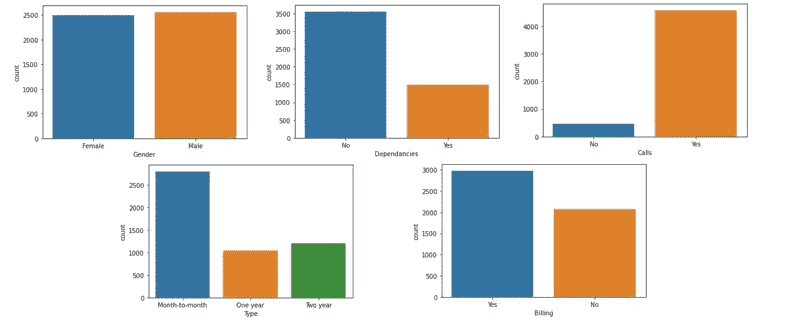 2500
2000
1500
1000
500
0
count
Female
Male
Gender
3500
3000
2500
2000
1500
1000
500
0
count
No
Yes
Dependancies
4000
3000
2000
1000
0
count
No
Yes
Calls
2500
2000
1500
1000
500
0
count
Month-to-month
One year
Two year
Type
3000
2500
2000
1500
1000
500
0
count
Yes
No
Billing